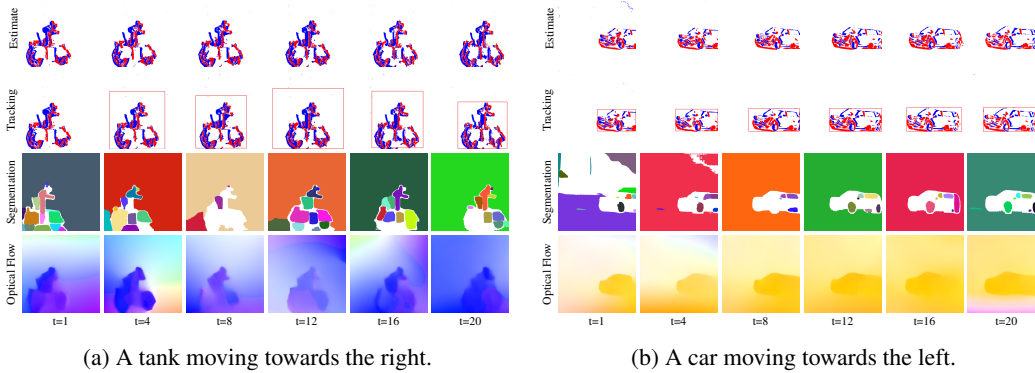 Estimate
Tracking
Segmentation
Optical Flow
t=1 t=4 t=8 t=12 t=16 t=20
(a) A tank moving towards the right.
Estimate
Tracking
Segmentation
Optical Flow
t=1 t=4 t=8 t=12 t=16 t=20
(b) A car moving towards the left.